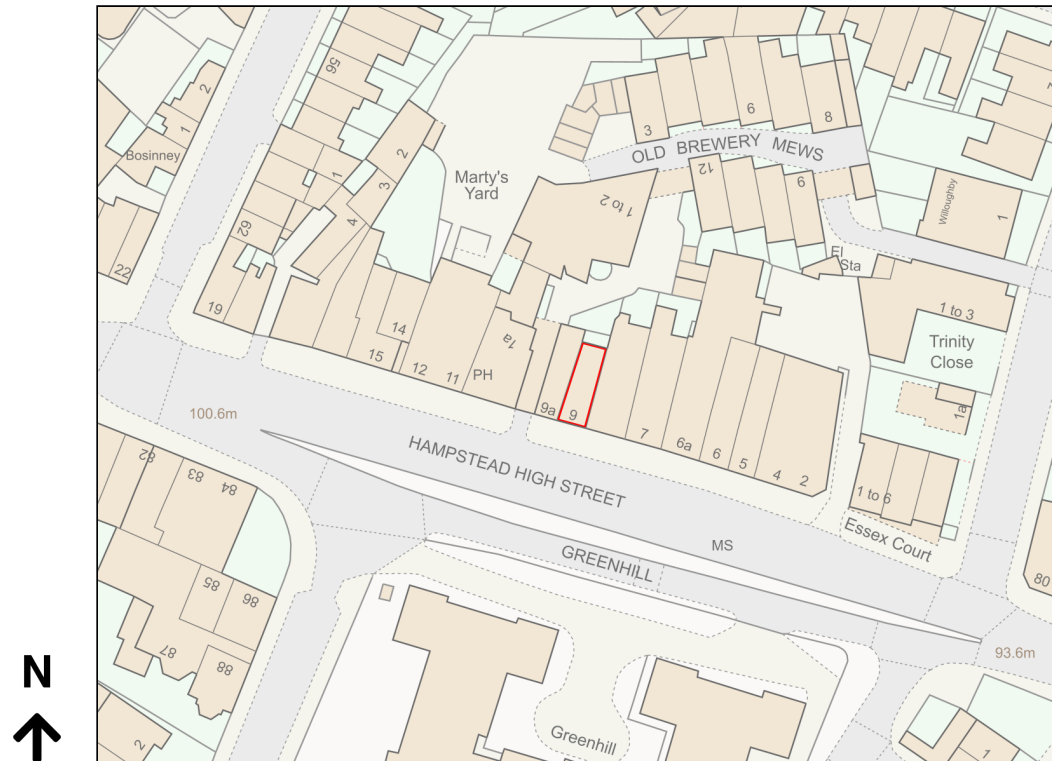 56
2
1
Bosinney
22
62
19
1
2
3
4
Marty's
Yard
3
6
8
OLD BREWERY MEWS
12
9
1 to 2
Willoughby
1
El
Sta
1 to 3
Trinity
Close
1a
15
14
12
11
PH
1a
9a
9
7
6a
6
5
4
2
1 to 6
Essex Court
100.6m
HAMPSTEAD HIGH STREET
GREENHILL
MS
82
83
84
85
86
87
88
2
80
93.6m
Greenhill
1
N